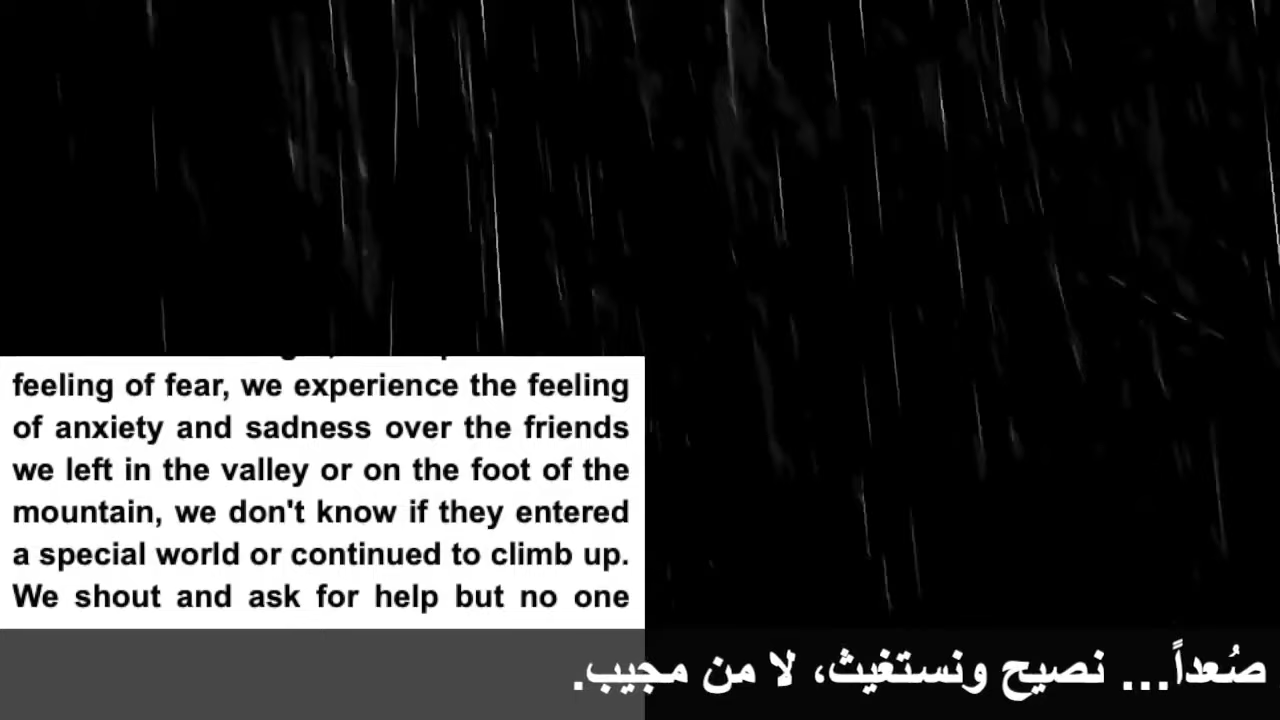 feeling of fear, we experience the feeling
of anxiety and sadness over the friends
we left in the valley or on the foot of the
mountain, we don't know if they entered
a special world or continued to climb up.
We shout and ask for help but no one
صُعداً... نصيح ونستغيث، لا من مجيب.